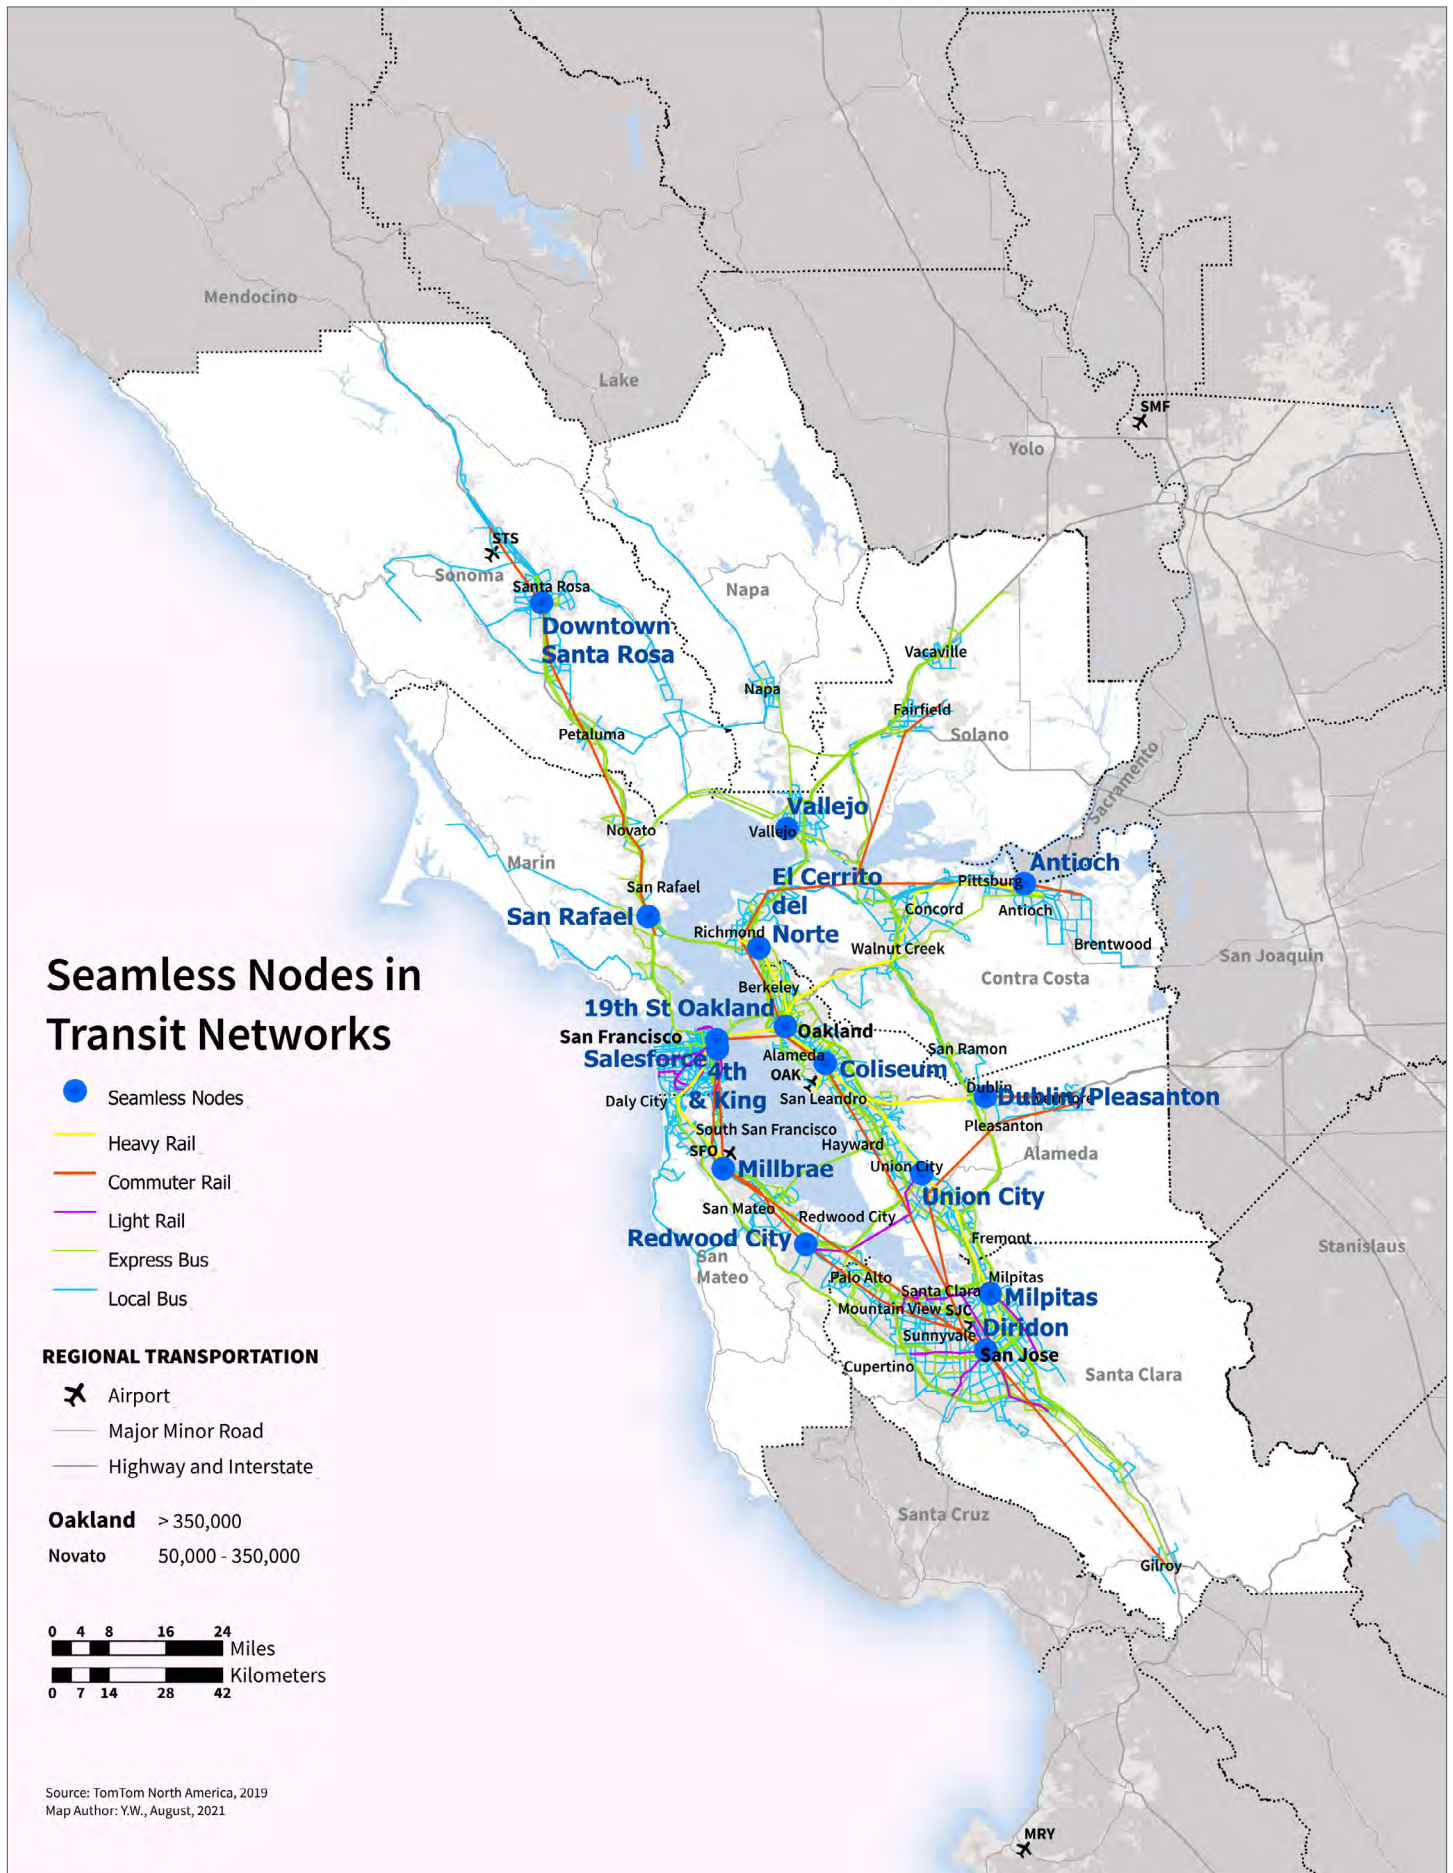 Mendocino
Lake
SMF
Yolo
STS
Sonoma
Santa Rosa
Napa
Downtown
Santa Rosa
Vacaville
Napa
Fairfield
Petaluma
Solano
Sacramento
Vallejo
Novato
Vallejo
Marin
Antioch
El Cerrito
del
Norte
Pittsburg
San Rafael
Concord
Antioch
San Rafael
Richmond
Walnut Creek
Brentwood
San Joaquin
Contra Costa
Berkeley
19th St Oakland
San Francisco
Oakland
Salesforce
4th
& King
Alameda
San Ramon
OAK
Coliseum
Dublin
Daly City
San Leandro
Livermore
Dublin/Pleasanton
South San Francisco
Pleasanton
Hayward
SFO
Alameda
Millbrae
Union City
Union City
San Mateo
Redwood City
Redwood City
Fremont
San
Mateo
Stanislaus
Palo Alto
Milpitas
Santa Clara
Milpitas
Mountain View
SJC
Sunnyvale
Diridon
San Jose
Cupertino
Santa Clara
Santa Cruz
Gilroy
MRY
Seamless Nodes in
Transit Networks
Seamless Nodes
Heavy Rail
Commuter Rail
Light Rail
Express Bus
Local Bus
REGIONAL TRANSPORTATION
Airport
Major Minor Road
Highway and Interstate
Oakland > 350,000
Novato 50,000 - 350,000
0 4 8 16 24
Miles
Kilometers
0 7 14 28 42
Source: TomTom North America, 2019
Map Author: Y.W., August, 2021